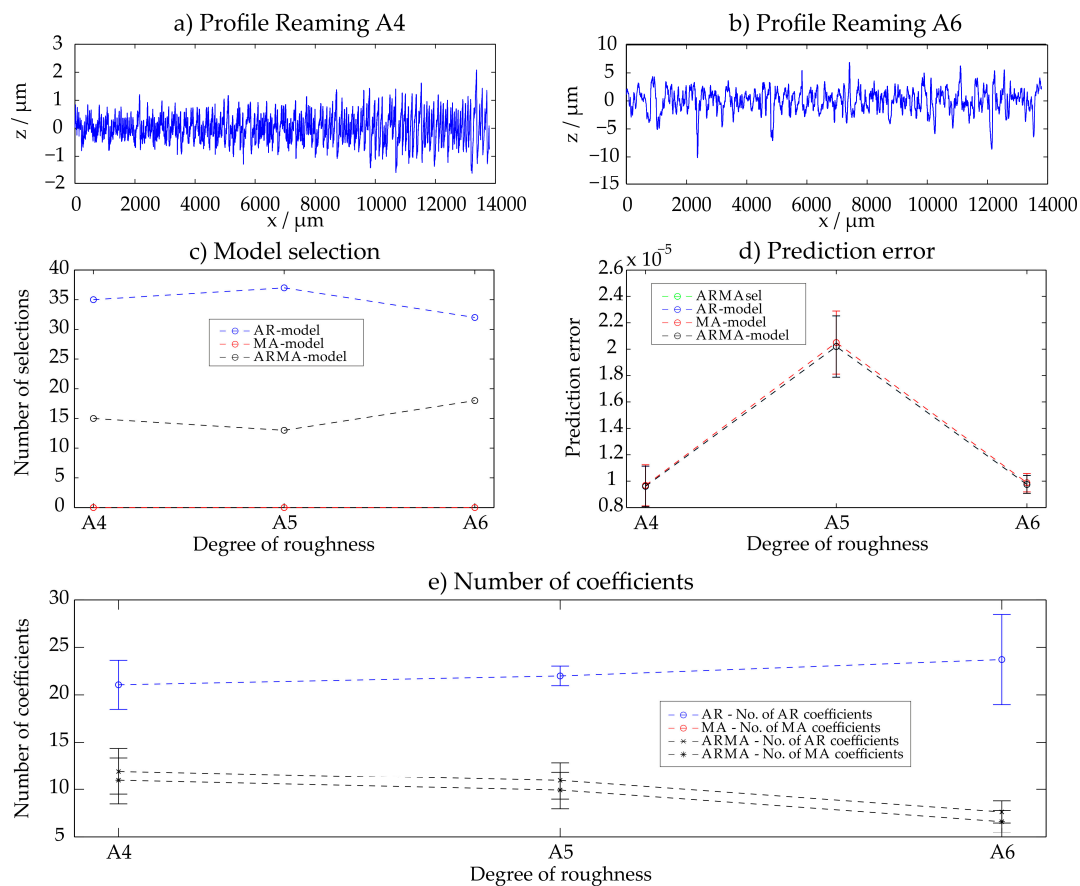 a) Profile Reaming A4
3
2
1
0
−1
−2
z / μm
0 2000 4000 6000 8000 10000 12000 14000
x / μm
b) Profile Reaming A6
10
5
0
−5
−10
−15
z / μm
0 2000 4000 6000 8000 10000 12000 14000
x / μm
c) Model selection
40
35
30
25
20
15
10
5
0
Number of selections
AR-model
MA-model
ARMA-model
A4 A5 A6
Degree of roughness
d) Prediction error
x 10⁻⁵
2.6
2.4
2.2
2
1.8
1.6
1.4
1.2
1.0
0.8
Prediction error
ARMAsel
AR-model
MA-model
ARMA-model
A4 A5 A6
Degree of roughness
e) Number of coefficients
30
25
20
15
10
5
Number of coefficients
AR - No. of AR coefficients
MA - No. of MA coefficients
ARMA - No. of AR coefficients
ARMA - No. of MA coefficients
A4 A5 A6
Degree of roughness